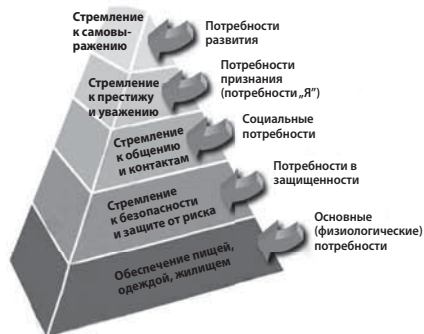 Стремление
к самовы-
ражению
Потребности
развития
Стремление
к престижу
и уважению
Потребности
признания
(потребности „Я")
Стремление
к общению
и контактам
Социальные
потребности
Стремление
к безопасности
и защите от риска
Потребности в
защищенности
Обеспечение пищей,
одеждой, жилищем
Основные
(физиологические)
потребности